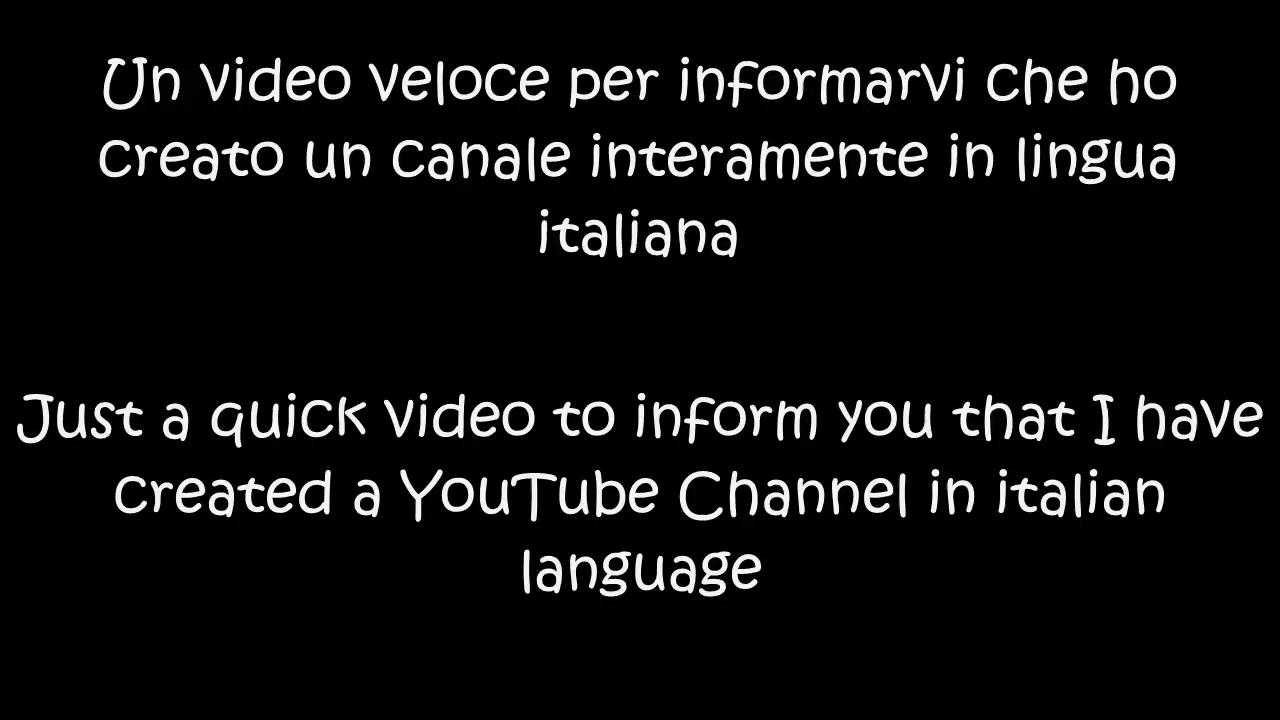 Un video veloce per informarvi che ho
creato un canale interamente in lingua
italiana
Just a quick video to inform you that I have
created a YouTube Channel in italian
language